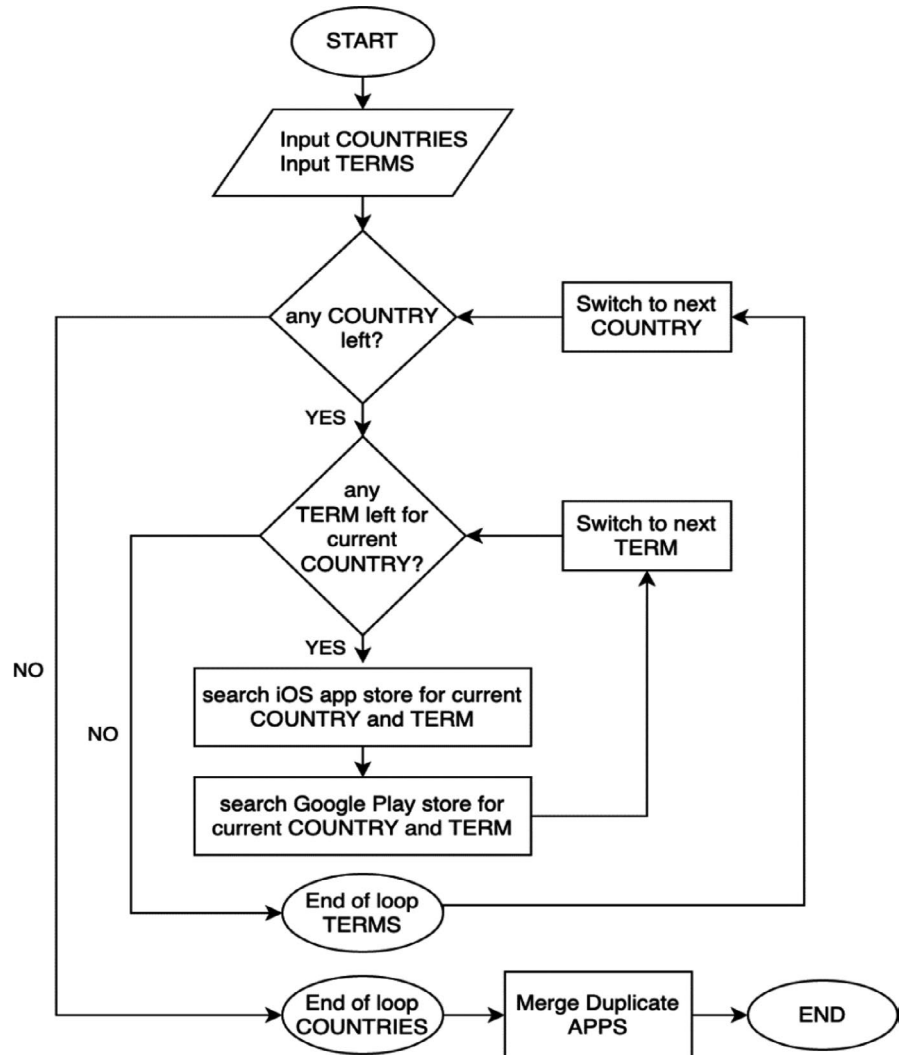 START
Input COUNTRIES
Input TERMS
any COUNTRY
left?
Switch to next
COUNTRY
YES
any
TERM left for
current
COUNTRY?
Switch to next
TERM
YES
NO
search iOS app store for current
COUNTRY and TERM
NO
search Google Play store for
current COUNTRY and TERM
End of loop
TERMS
End of loop
COUNTRIES
Merge Duplicate
APPS
END